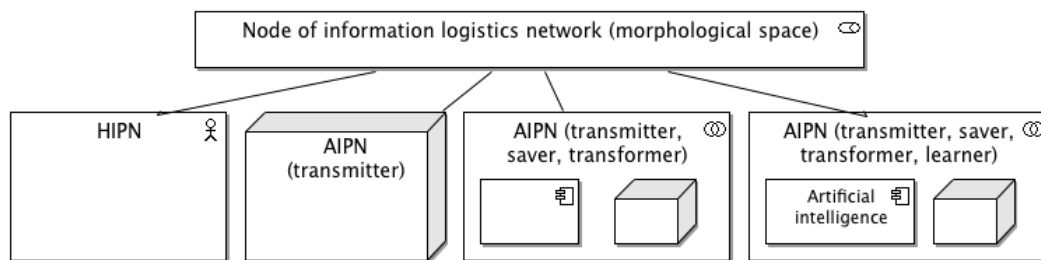 Node of information logistics network (morphological space)
HIPN
AIPN
(transmitter)
AIPN (transmitter,
saver, transformer)
AIPN (transmitter, saver,
transformer, learner)
Artificial
intelligence